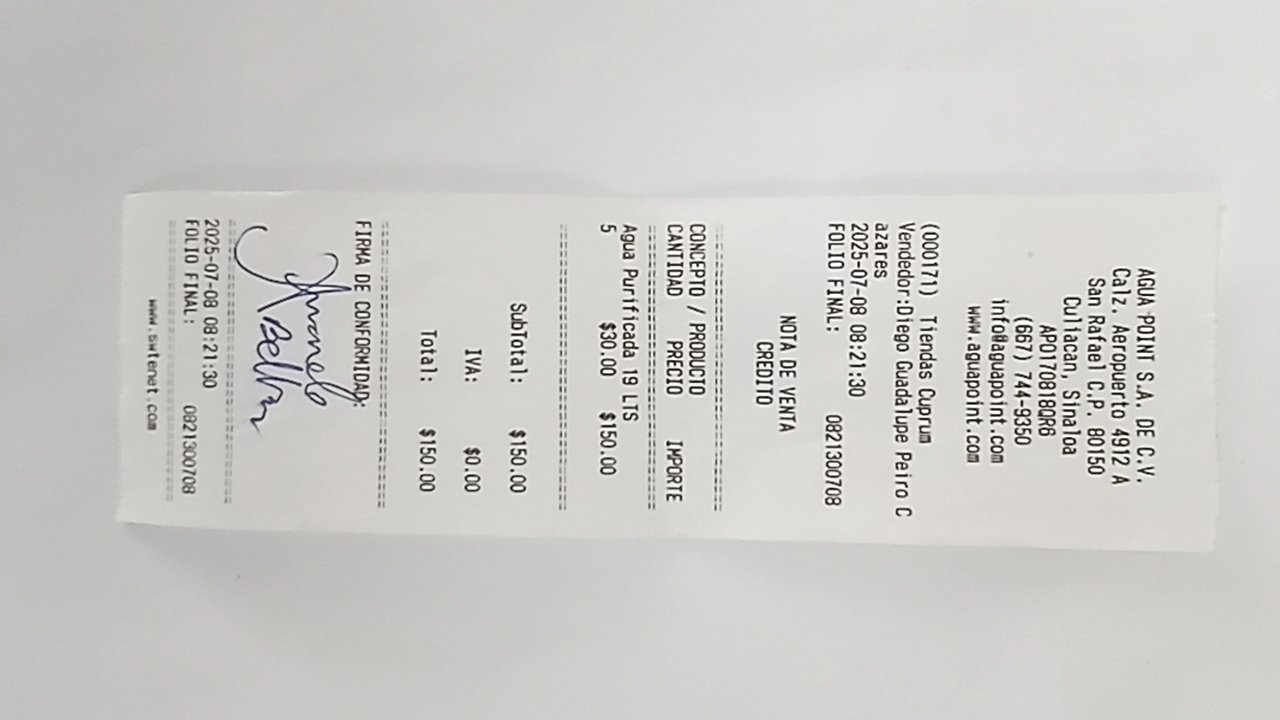 AGUA POINT S.A. DE C.V.
Calz. Aeropuerto 4912 A
San Rafael C.P. 80150
Culiacan, Sinaloa
APO170818QR6
(667) 744-9350
info@aguapoint.com
www.aguapoint.com
(000171) Tiendas Cuprum
Vendedor:Diego Guadalupe Peiro C
azares
2025-07-08 08:21:30
FOLIO FINAL: 0821300708
NOTA DE VENTA
CREDITO
CONCEPTO / PRODUCTO
CANTIDAD PRECIO IMPORTE
Agua Purificada 19 LTS
5 $30.00 $150.00
SubTotal: $150.00
IVA: $0.00
Total: $150.00
FIRMA DE CONFORMIDAD:
2025-07-08 08:21:30
FOLIO FINAL: 0821300708
www.swtenet.com